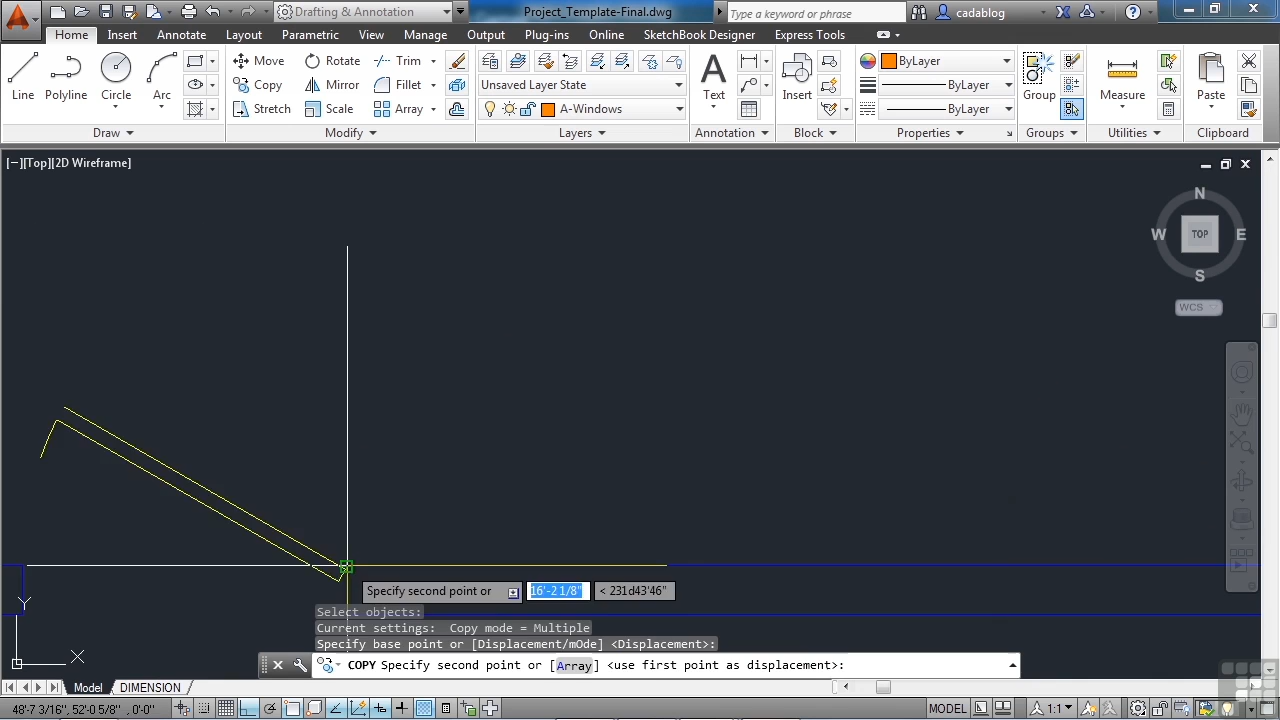 Drafting & Annotation
Project_Template-Final.dwg
Type a keyword or phrase
cadablog
Home Insert Annotate Layout Parametric View Manage Output Plug-ins Online SketchBook Designer Express Tools
Line Polyline Circle Arc
Move Rotate Trim
Copy Mirror Fillet
Stretch Scale Array
Unsaved Layer State
A-Windows
Text
Insert
ByLayer
ByLayer
ByLayer
Group
Measure
Paste
Draw Modify Layers Annotation Block Properties Groups Utilities Clipboard
[−][Top][2D Wireframe]
N
W TOP E
S
WCS
Specify second point or 16'-2 1/8" < 231d43'46"
Y
X
Select objects:
Current settings: Copy mode = Multiple
Specify base point or [Displacement/mOde] <Displacement>:
COPY Specify second point or [Array] <use first point as displacement>:
Model DIMENSION
48'-7 3/16", 52'-0 5/8" , 0'-0" MODEL 1:1